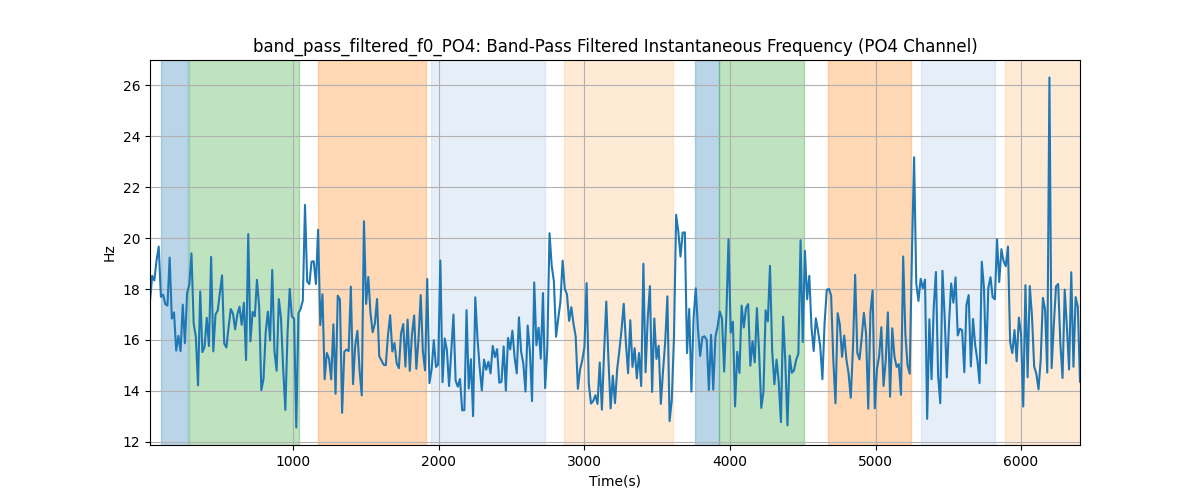 band_pass_filtered_f0_PO4: Band-Pass Filtered Instantaneous Frequency (PO4 Channel)
26
24
22
20
18
16
14
12
Hz
1000 2000 3000 4000 5000 6000
Time(s)